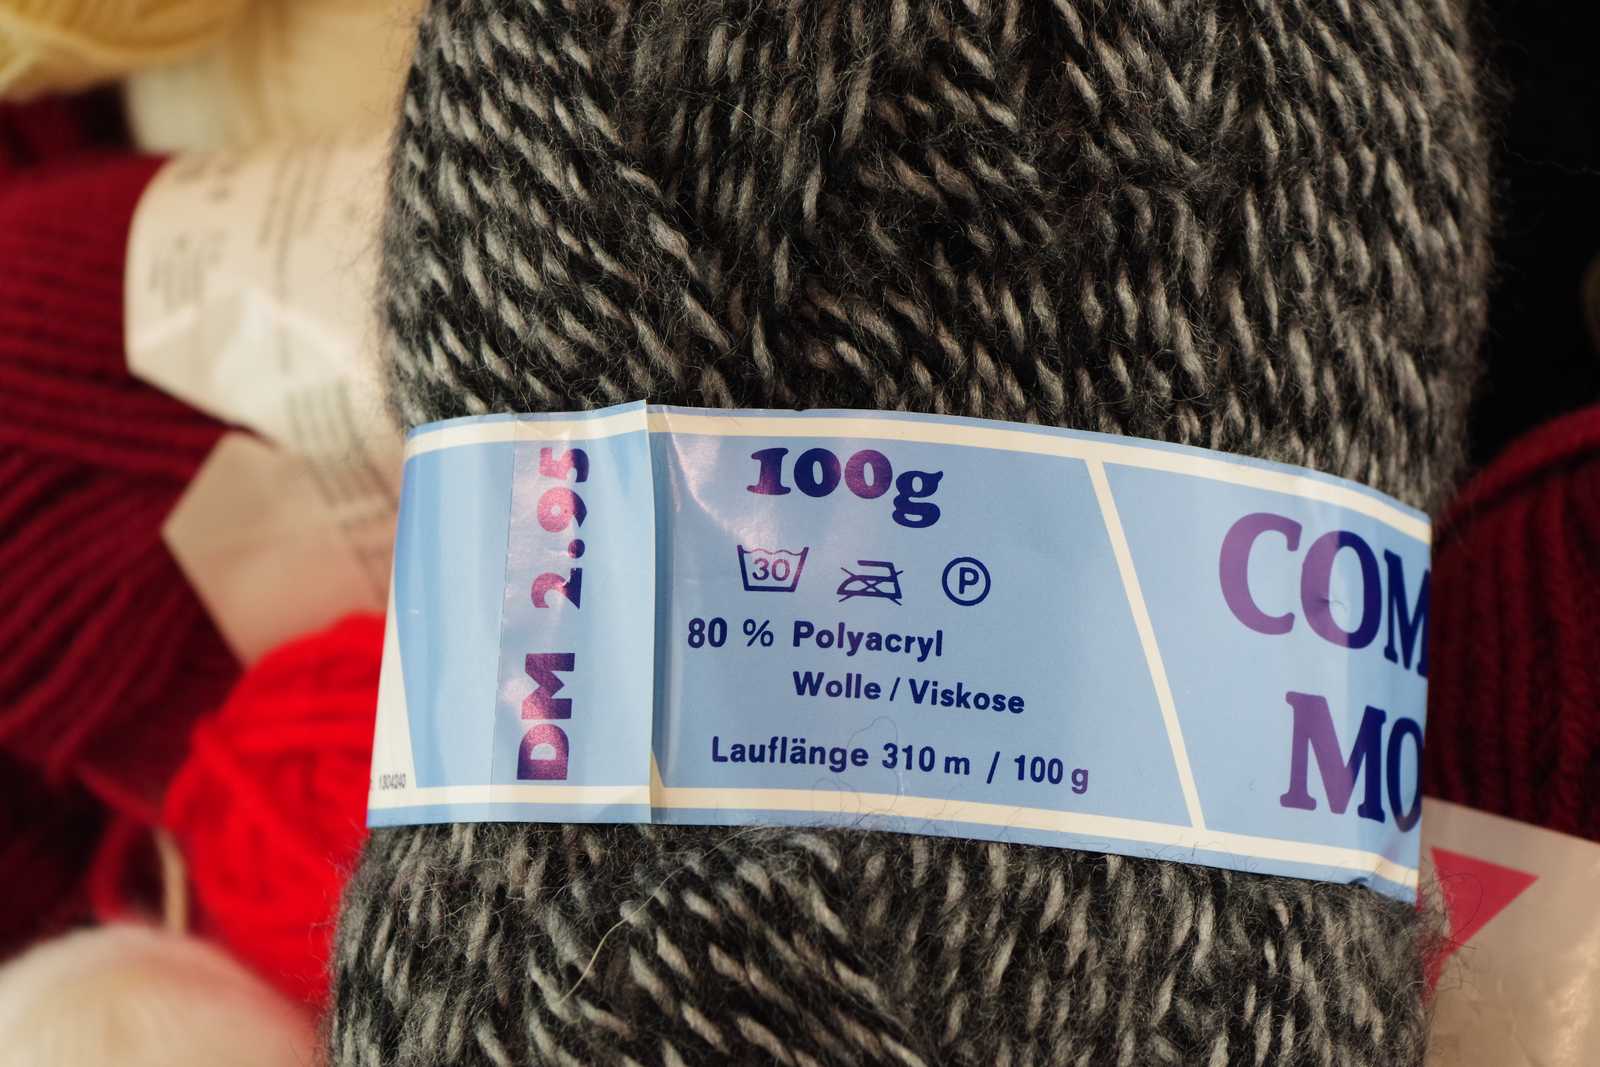 DM 2.95
100g
30
P
80 % Polyacryl
Wolle / Viskose
Lauflänge 310 m / 100 g
COM
MO